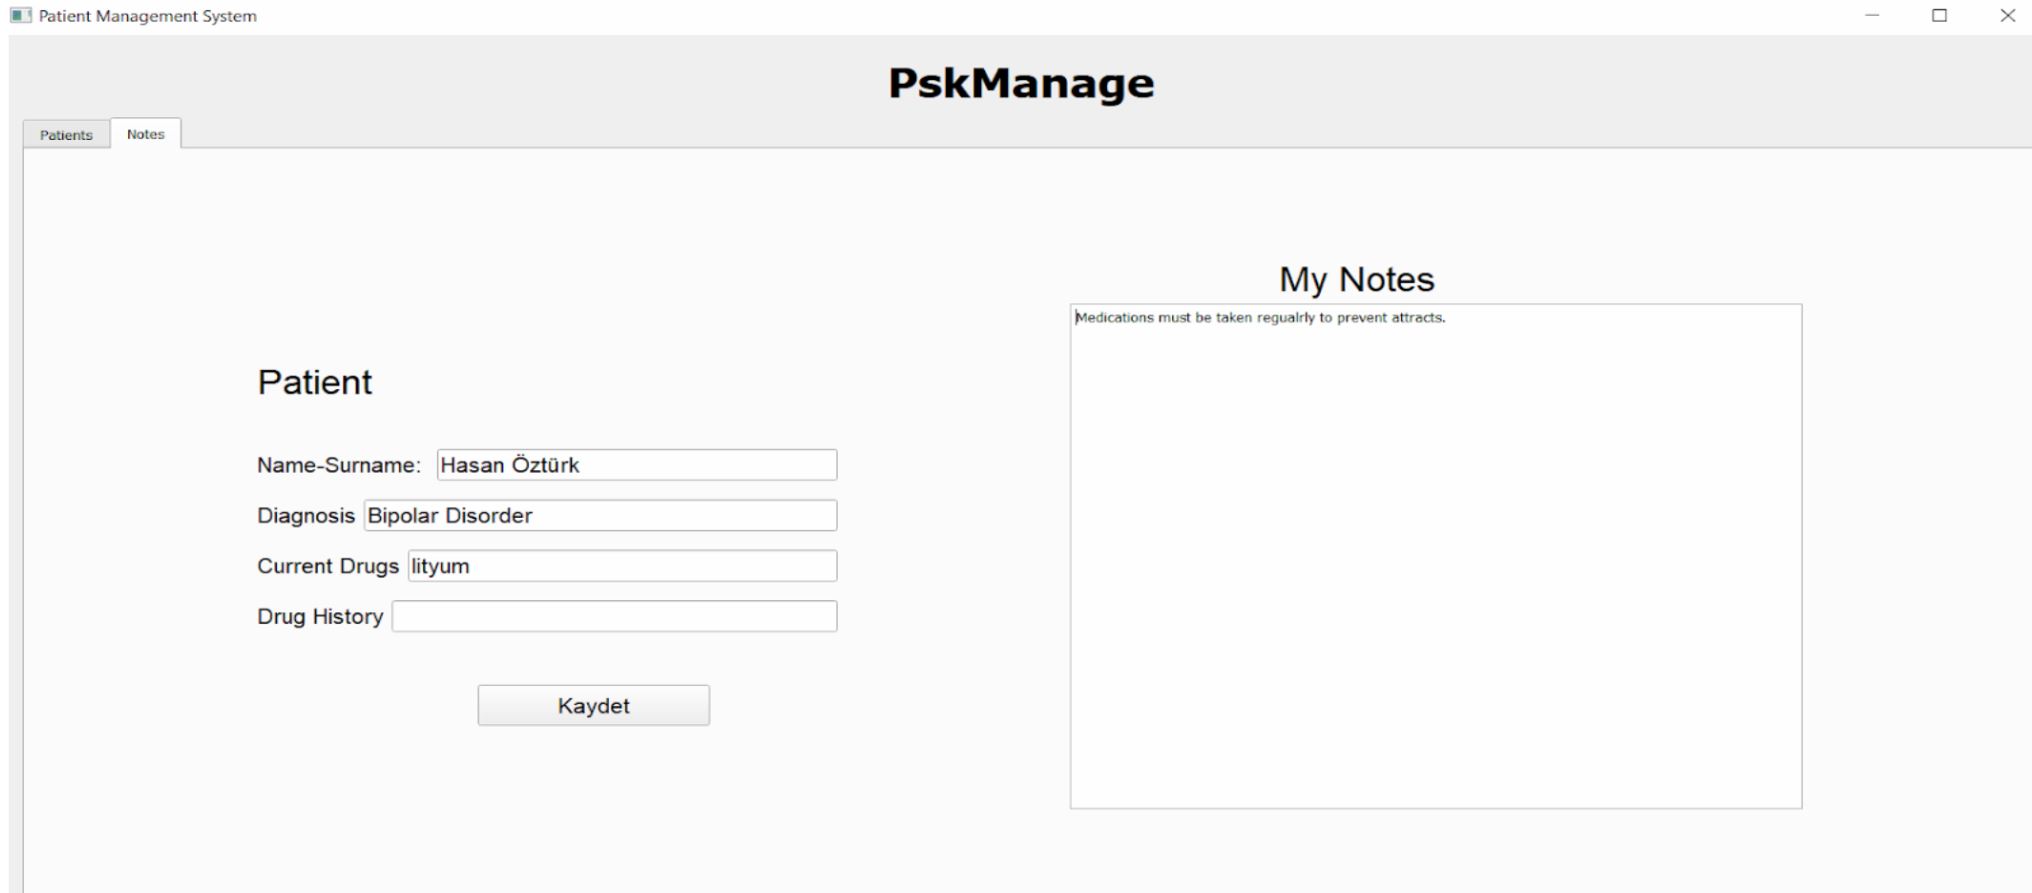 Patient Management System
PskManage
Patients
Notes
Patient
Name-Surname: Hasan Öztürk
Diagnosis Bipolar Disorder
Current Drugs lityum
Drug History
Kaydet
My Notes
Medications must be taken regualrly to prevent attracts.